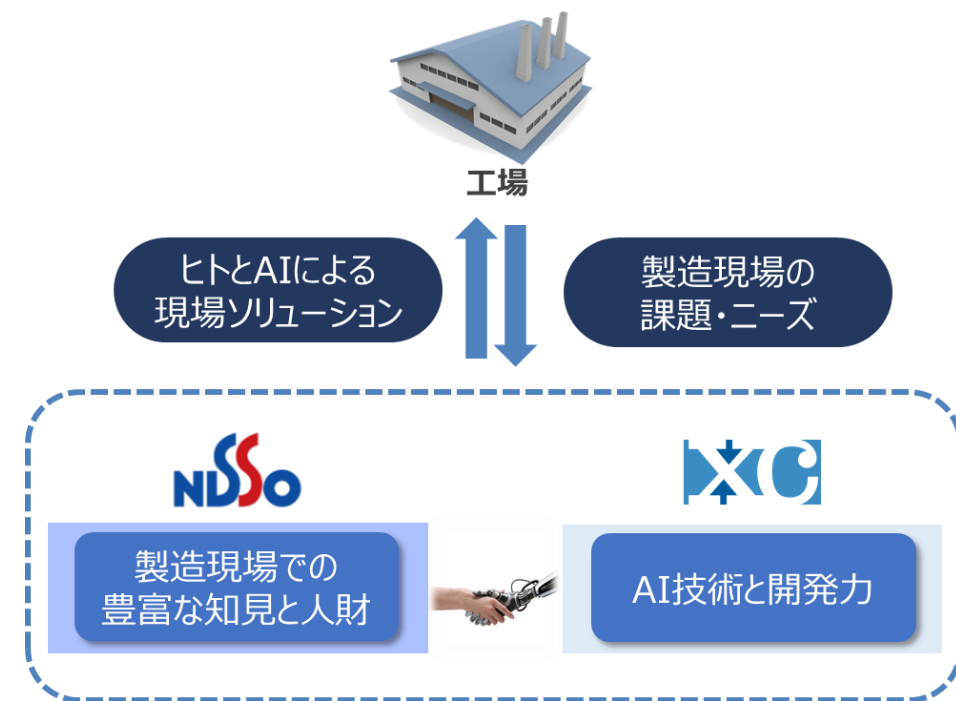 工場
ヒトとAIによる
現場ソリューション
製造現場の
課題・ニーズ
NISSO
XC
製造現場での
豊富な知見と人財
AI技術と開発力